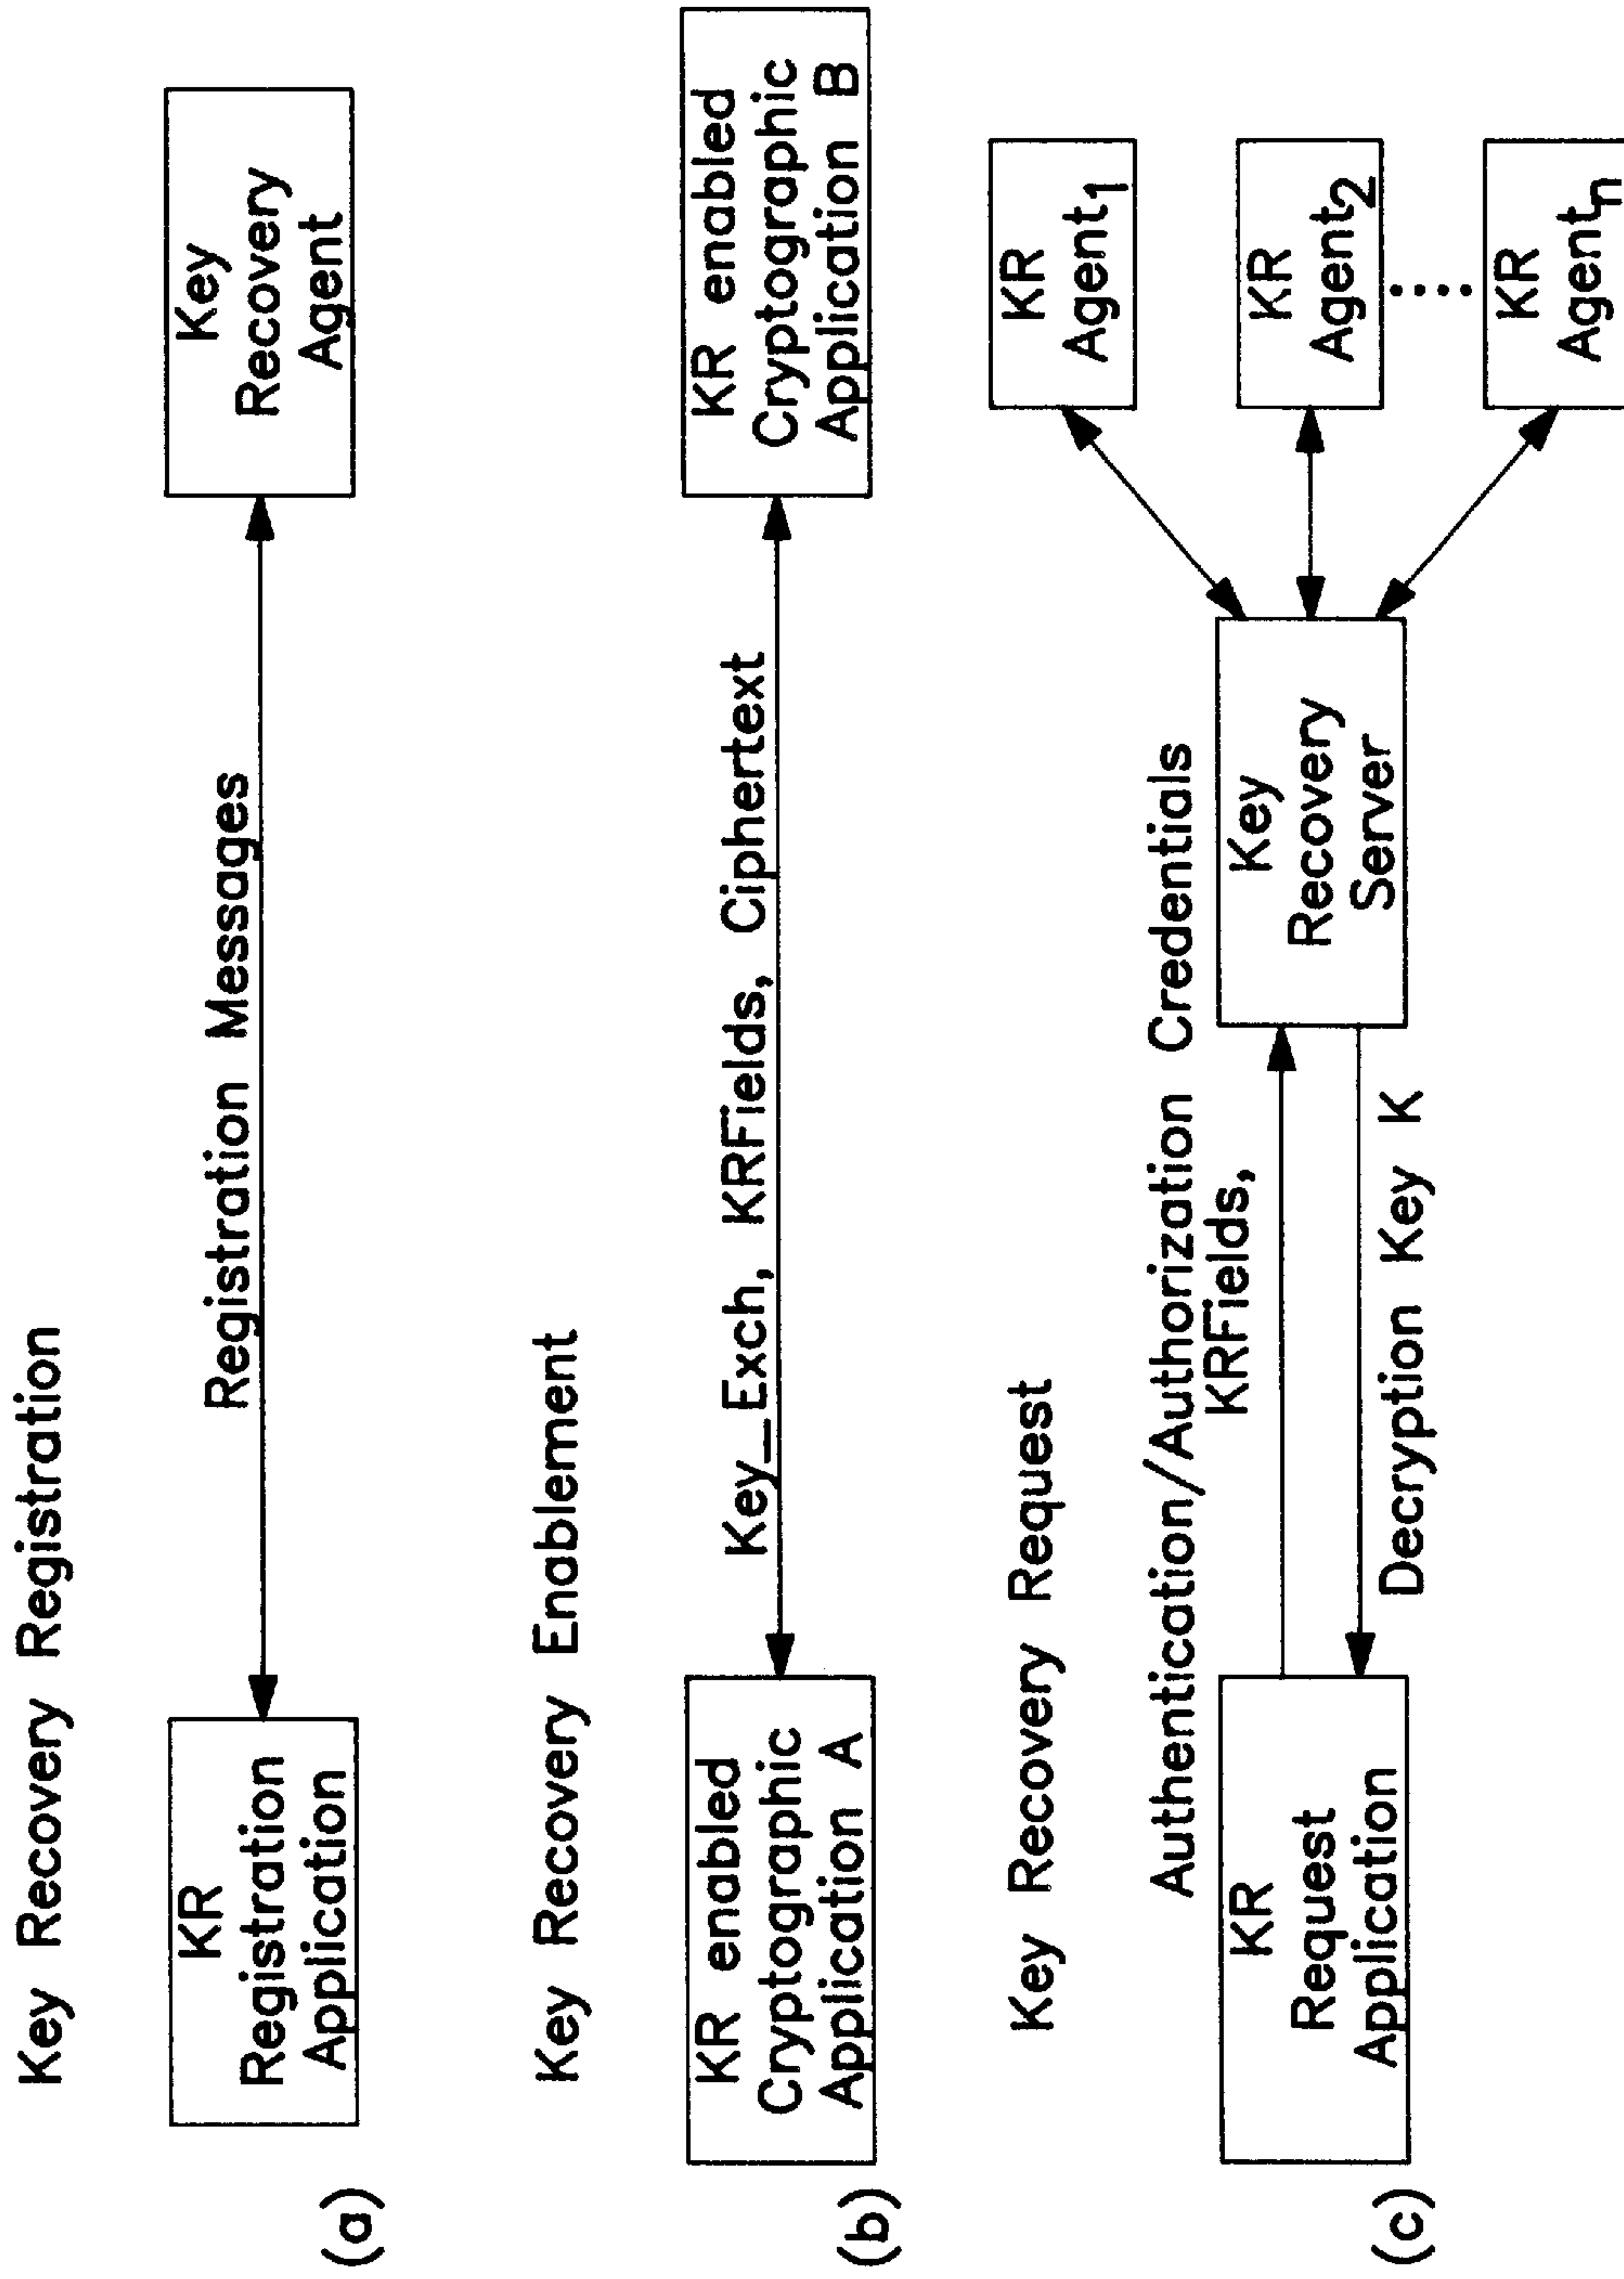 Key Recovery Registration
(a)
KR
Registration
Application
Registration Messages
Key
Recovery
Agent
Key Recovery Enablement
(b)
KR enabled
Cryptographic
Application A
Key_Exch, KRFields, Ciphertext
KR enabled
Cryptographic
Application B
Key Recovery Request
(c)
KR
Request
Application
Authentication/Authorization Credentials
KRFields,
Decryption Key K
Key
Recovery
Server
KR
Agent1
KR
Agent2
KR
Agentn